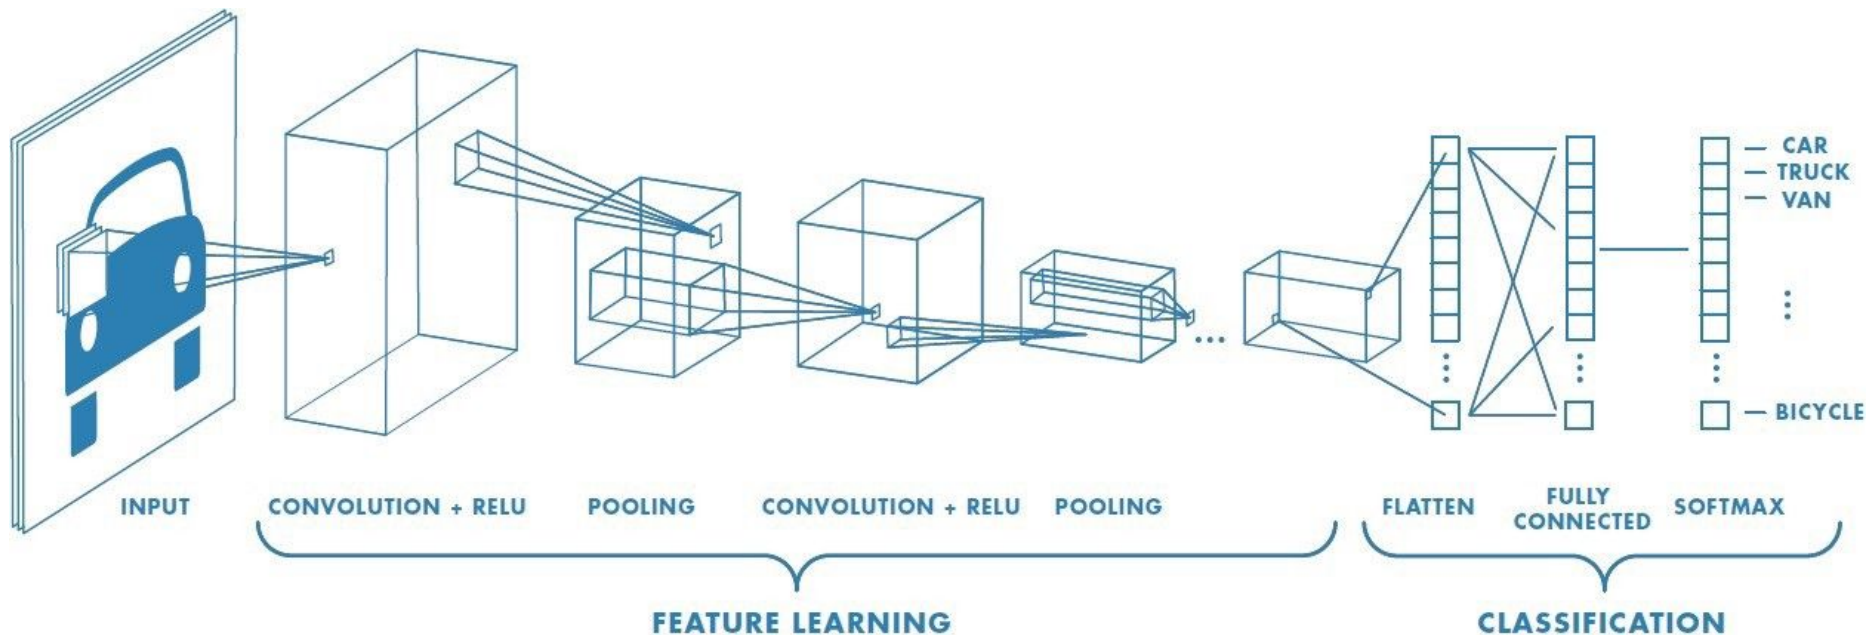 CAR
TRUCK
VAN
BICYCLE
INPUT
CONVOLUTION + RELU
POOLING
CONVOLUTION + RELU
POOLING
FLATTEN
FULLY
CONNECTED
SOFTMAX
FEATURE LEARNING
CLASSIFICATION